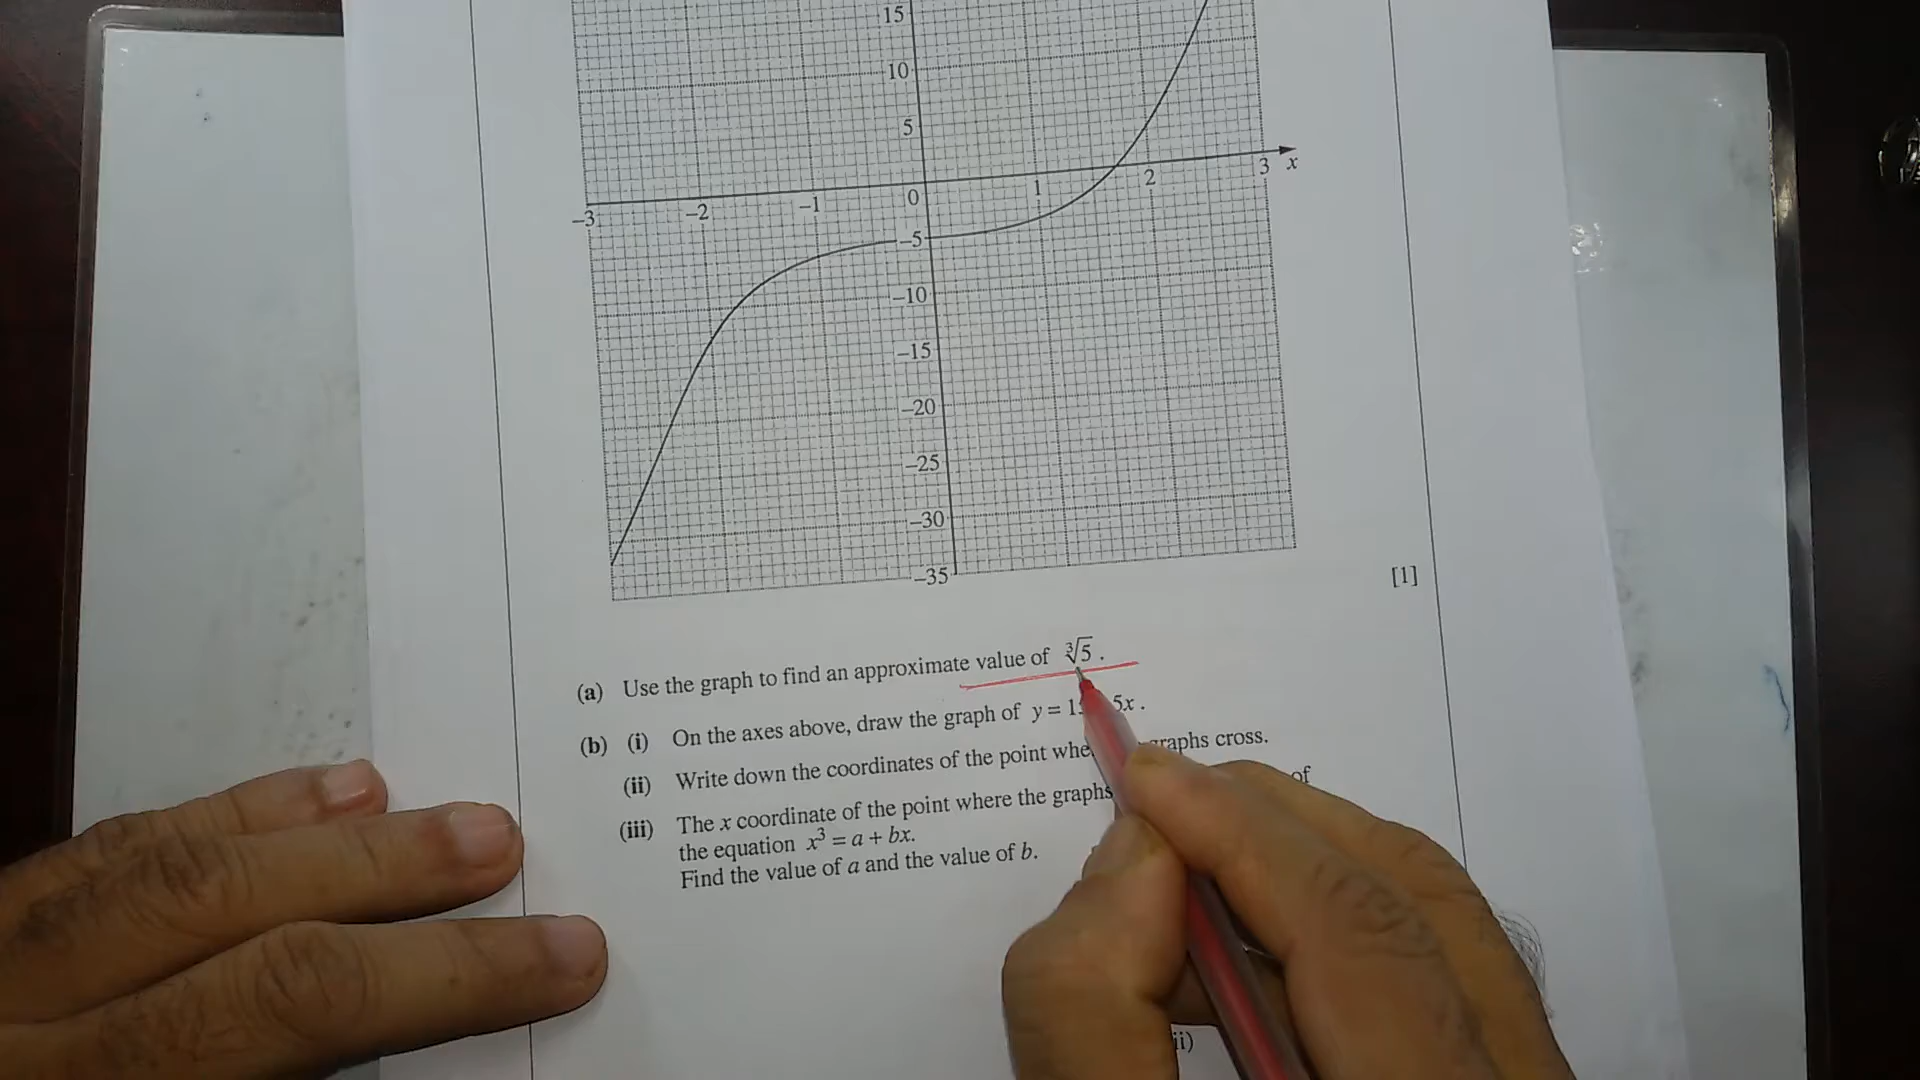 15
10
5
3 x
2
1
0
–1
–2
–3
–5
–10
–15
–20
–25
–30
–35
[1]
(a) Use the graph to find an approximate value of ∛5 .
(b) (i) On the axes above, draw the graph of y = 15 5x .
(ii) Write down the coordinates of the point graphs cross.
(iii) The x coordinate of the point where the graphs of
the equation x³ = a + bx.
Find the value of a and the value of b.
ii)